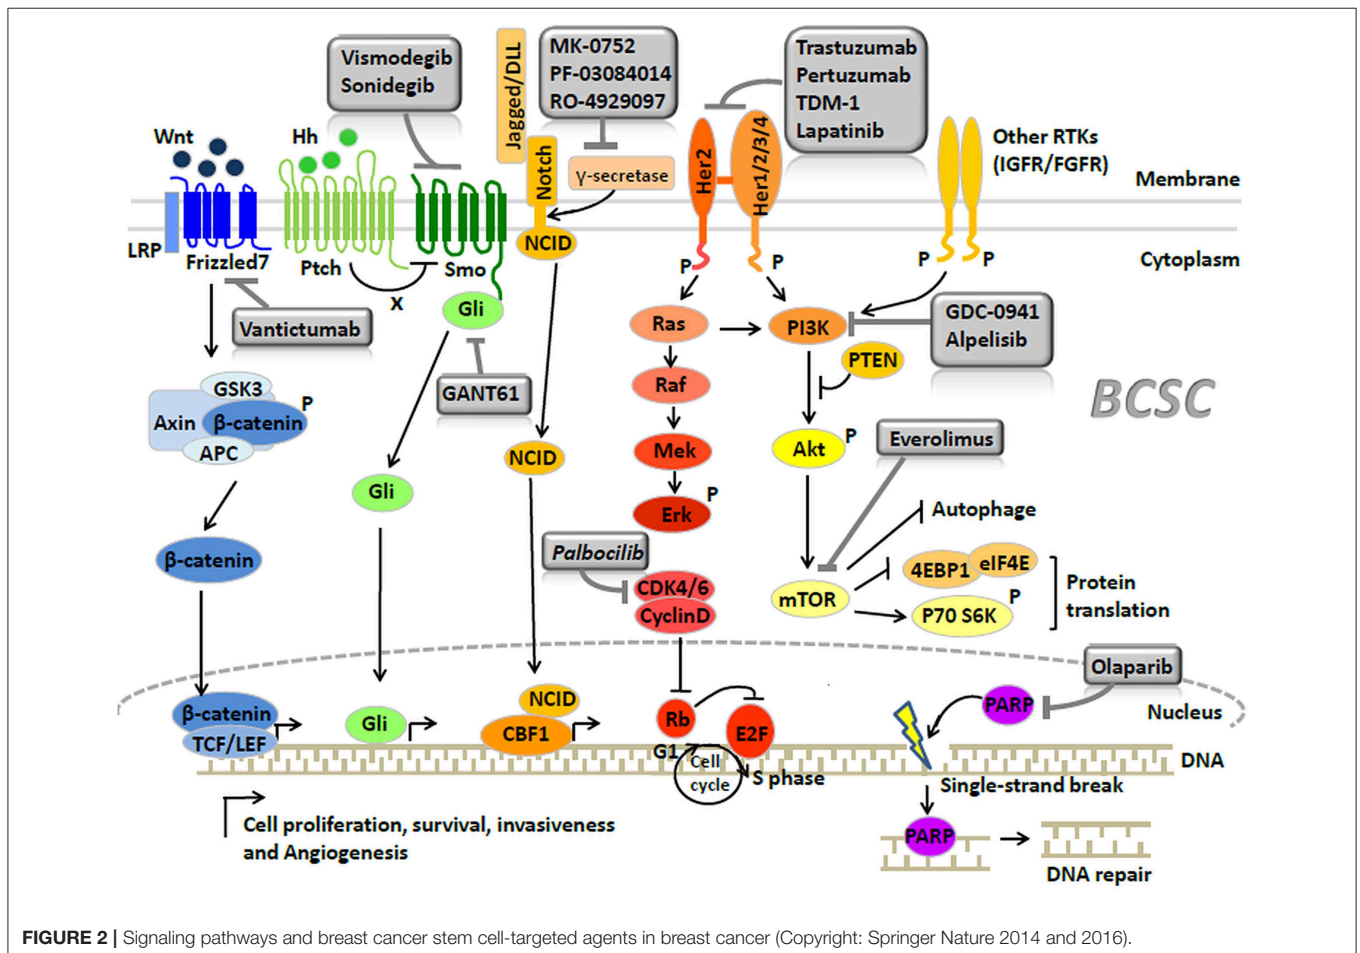 Vismodegib
Sonidegib
Jagged/DLL
MK-0752
PF-03084014
RO-4929097
Trastuzumab
Pertuzumab
TDM-1
Lapatinib
Wnt
Hh
Notch
γ-secretase
Her2
Her1/2/3/4
Other RTKs
(IGFR/FGFR)
Membrane
LRP
Frizzled7
Ptch
Smo
NCID
P
P
P
P
Cytoplasm
X
Vantictumab
Gli
Ras
PI3K
GDC-0941
Alpelisib
PTEN
GSK3
Axin
β-catenin
P
APC
GANT61
Raf
BCSC
NCID
Mek
Akt
P
Everolimus
Gli
Erk
P
Autophage
β-catenin
Palbocilib
CDK4/6
CyclinD
mTOR
4EBP1
eIF4E
P70 S6K
P
Protein
translation
Olaparib
β-catenin
TCF/LEF
Gli
NCID
CBF1
Rb
E2F
PARP
Nucleus
G1
Cell
cycle
S phase
DNA
Single-strand break
Cell proliferation, survival, invasiveness
and Angiogenesis
PARP
DNA repair
FIGURE 2 | Signaling pathways and breast cancer stem cell-targeted agents in breast cancer (Copyright: Springer Nature 2014 and 2016).